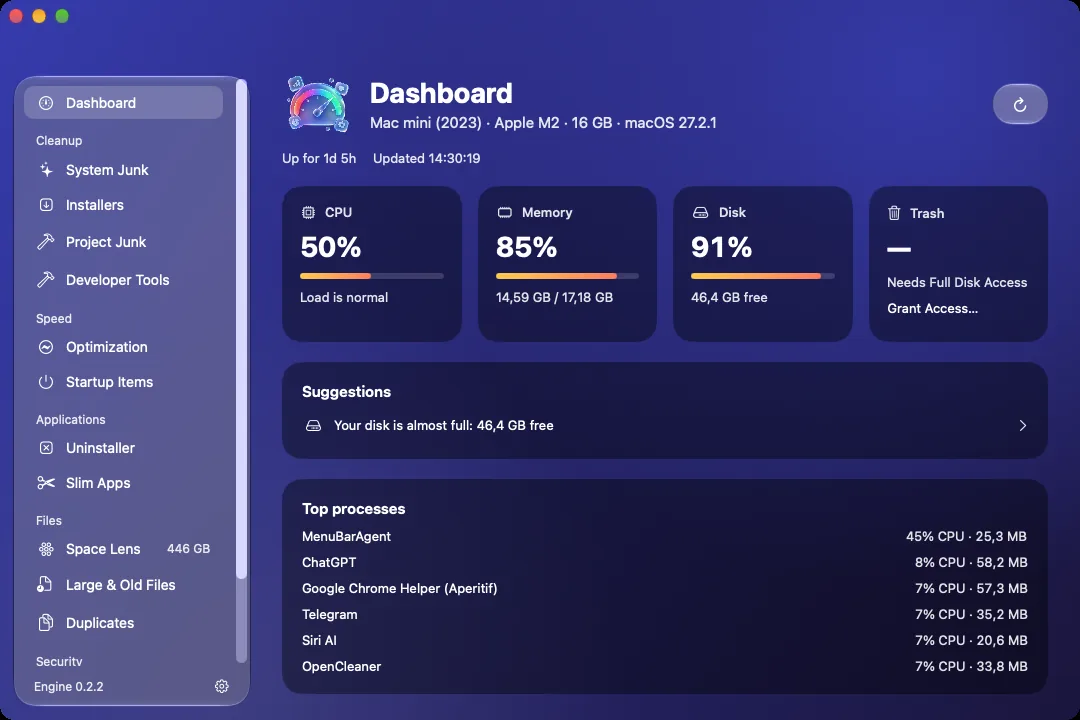 Dashboard
Cleanup
System Junk
Installers
Project Junk
Developer Tools
Speed
Optimization
Startup Items
Applications
Uninstaller
Slim Apps
Files
Space Lens 446 GB
Large & Old Files
Duplicates
Security
Engine 0.2.2
Dashboard
Mac mini (2023) · Apple M2 · 16 GB · macOS 27.2.1
Up for 1d 5h Updated 14:30:19
CPU
50%
Load is normal
Memory
85%
14,59 GB / 17,18 GB
Disk
91%
46,4 GB free
Trash
—
Needs Full Disk Access
Grant Access...
Suggestions
Your disk is almost full: 46,4 GB free
Top processes
MenuBarAgent 45% CPU · 25,3 MB
ChatGPT 8% CPU · 58,2 MB
Google Chrome Helper (Aperitif) 7% CPU · 57,3 MB
Telegram 7% CPU · 35,2 MB
Siri AI 7% CPU · 20,6 MB
OpenCleaner 7% CPU · 33,8 MB